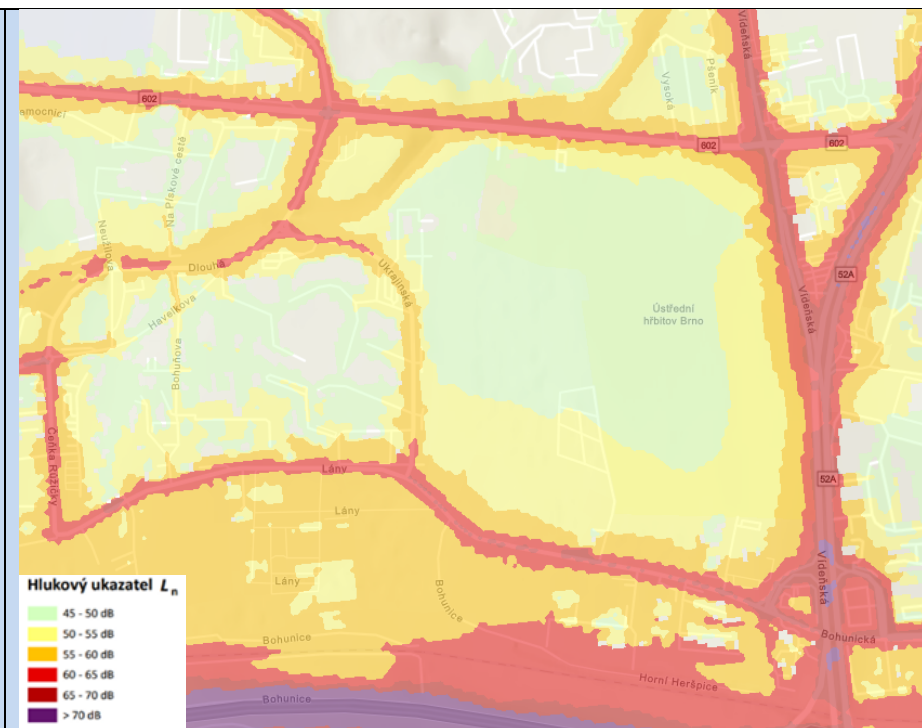 Vídeňská
602
emocnicí
Vysoká
Pšeník
602
602
Na Pískové cestě
Neužilova
Dlouhá
Ukrajinská
52A
Havelkova
Vídeňská
Ústřední
hřbitov Brno
Bohuňova
Čeňka Růžičky
Lány
52A
Lány
Vídeňská
Hlukový ukazatel Ln
45 - 50 dB
50 - 55 dB
55 - 60 dB
60 - 65 dB
65 - 70 dB
> 70 dB
Lány
Bohunice
Bohunická
Bohunice
Horní Heršpice
Bohunice